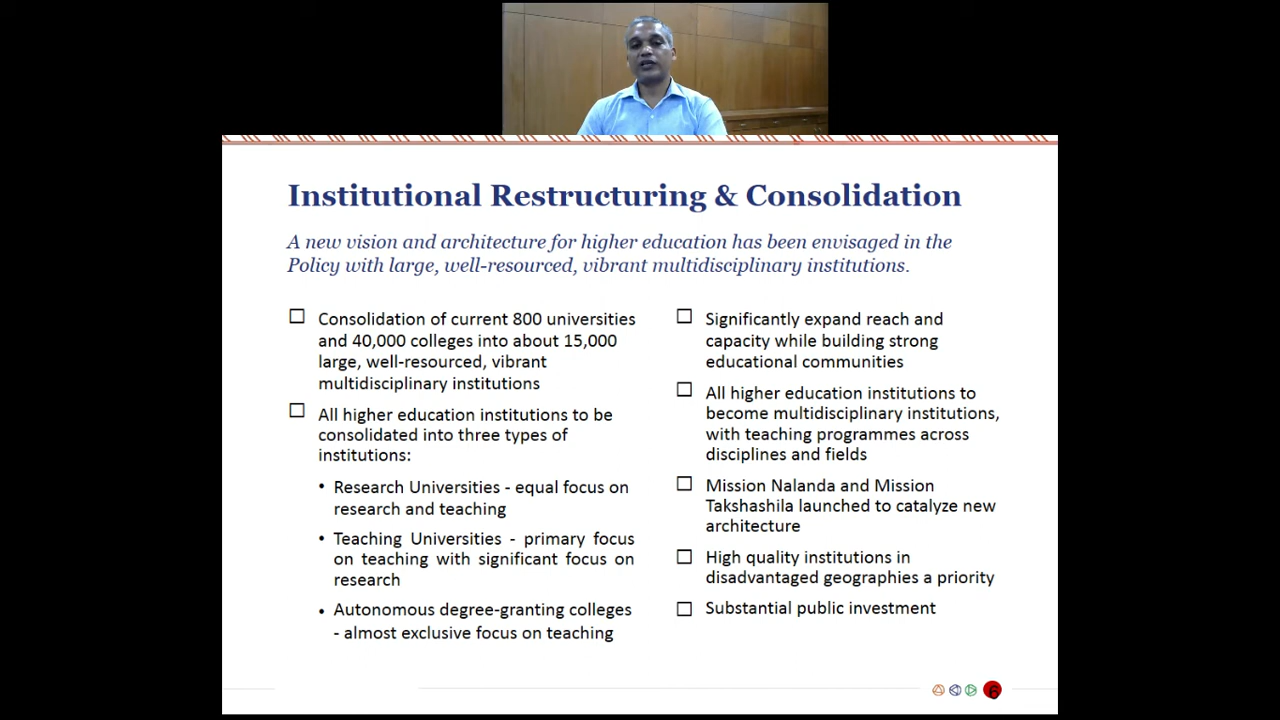 Institutional Restructuring & Consolidation
A new vision and architecture for higher education has been envisaged in the
Policy with large, well-resourced, vibrant multidisciplinary institutions.
Consolidation of current 800 universities
and 40,000 colleges into about 15,000
large, well-resourced, vibrant
multidisciplinary institutions
All higher education institutions to be
consolidated into three types of
institutions:
• Research Universities - equal focus on
research and teaching
• Teaching Universities - primary focus
on teaching with significant focus on
research
• Autonomous degree-granting colleges
- almost exclusive focus on teaching
Significantly expand reach and
capacity while building strong
educational communities
All higher education institutions to
become multidisciplinary institutions,
with teaching programmes across
disciplines and fields
Mission Nalanda and Mission
Takshashila launched to catalyze new
architecture
High quality institutions in
disadvantaged geographies a priority
Substantial public investment
6